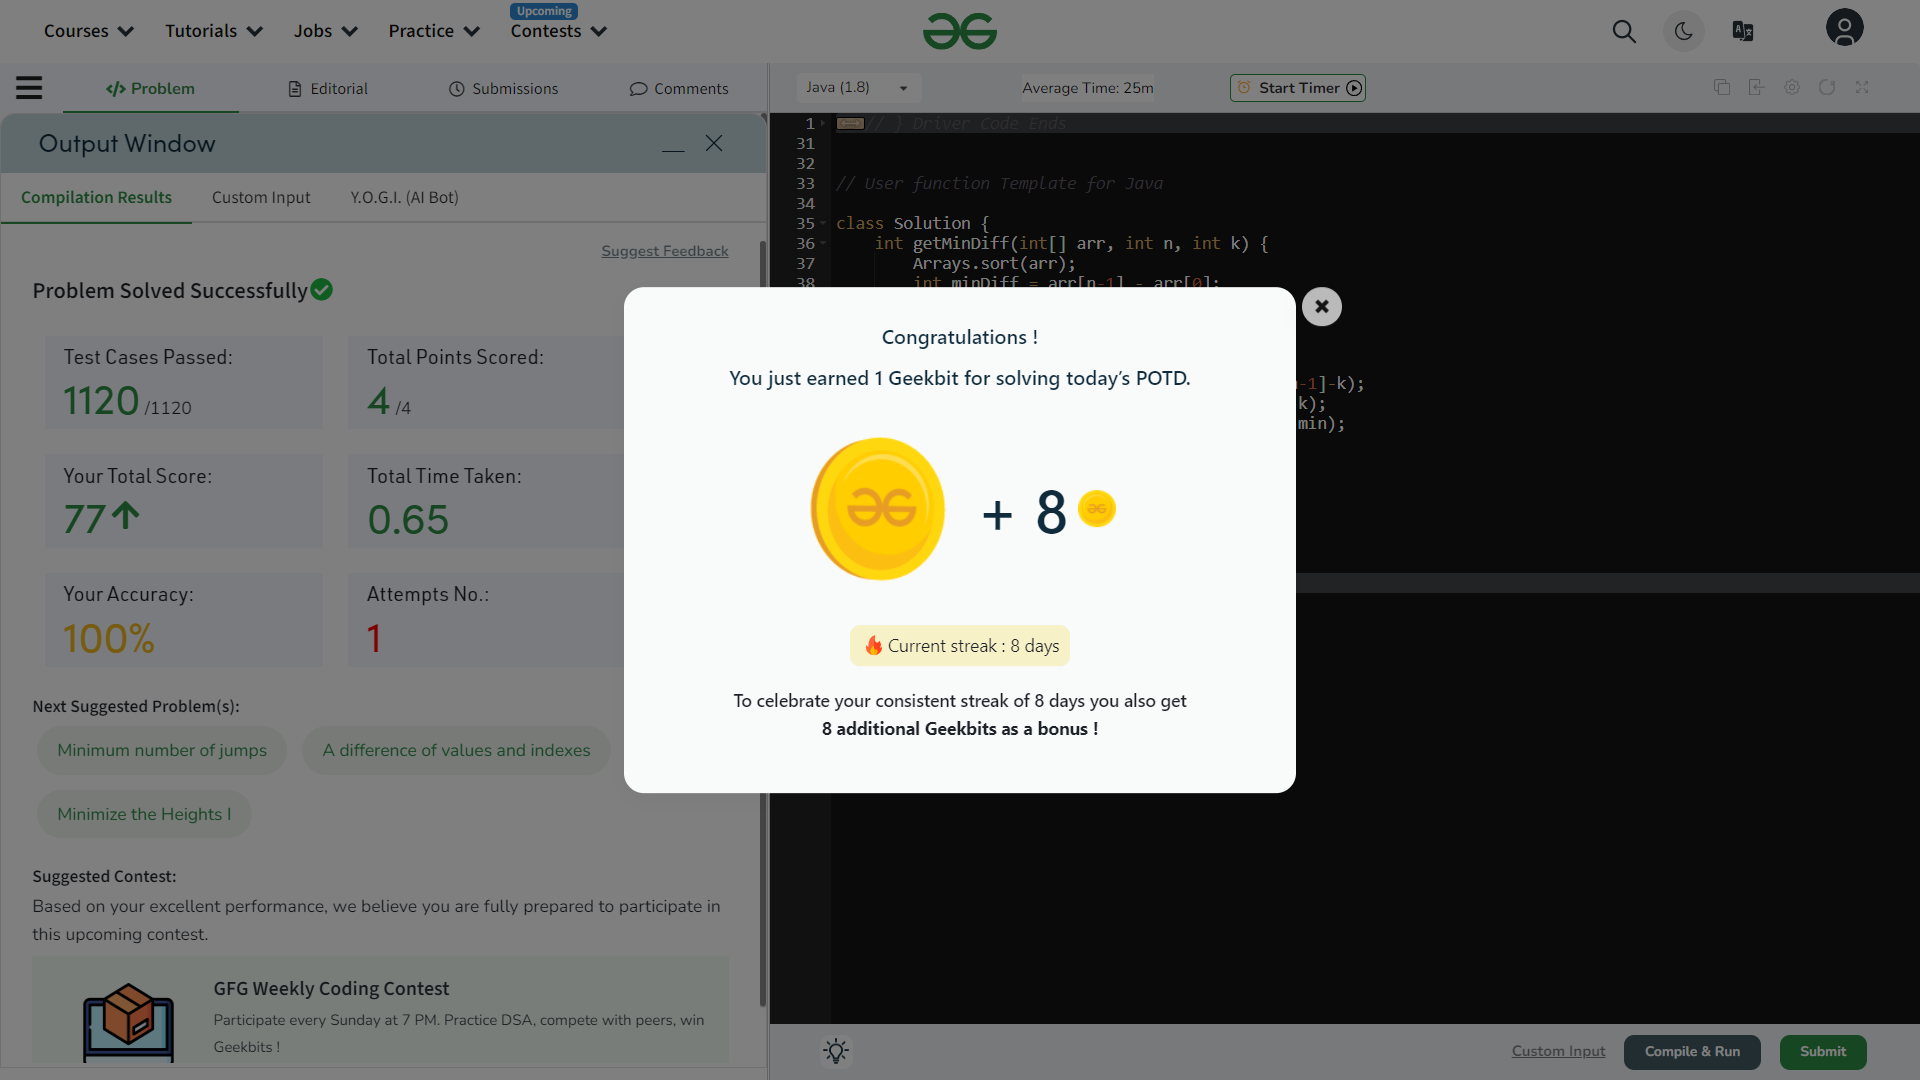 Courses
Tutorials
Jobs
Practice
Upcoming
Contests
Problem
Editorial
Submissions
Comments
Java (1.8)
Average Time: 25m
Start Timer
Output Window
Compilation Results
Custom Input
Y.O.G.I. (AI Bot)
Suggest Feedback
Problem Solved Successfully
Test Cases Passed:
1120 /1120
Total Points Scored:
4 /4
Your Total Score:
77
Total Time Taken:
0.65
Your Accuracy:
100%
Attempts No.:
1
Next Suggested Problem(s):
Minimum number of jumps
A difference of values and indexes
Minimize the Heights I
Suggested Contest:
Based on your excellent performance, we believe you are fully prepared to participate in
this upcoming contest.
GFG Weekly Coding Contest
Participate every Sunday at 7 PM. Practice DSA, compete with peers, win
Geekbits !
1 // } Driver Code Ends
31
32
33 // User function Template for Java
34
35 class Solution {
36 int getMinDiff(int[] arr, int n, int k) {
37 Arrays.sort(arr);
38 int minDiff = arr[n-1] - arr[0];
-1]-k);
k);
min);
Congratulations !
You just earned 1 Geekbit for solving today's POTD.
+ 8
Current streak : 8 days
To celebrate your consistent streak of 8 days you also get
8 additional Geekbits as a bonus !
Custom Input
Compile & Run
Submit